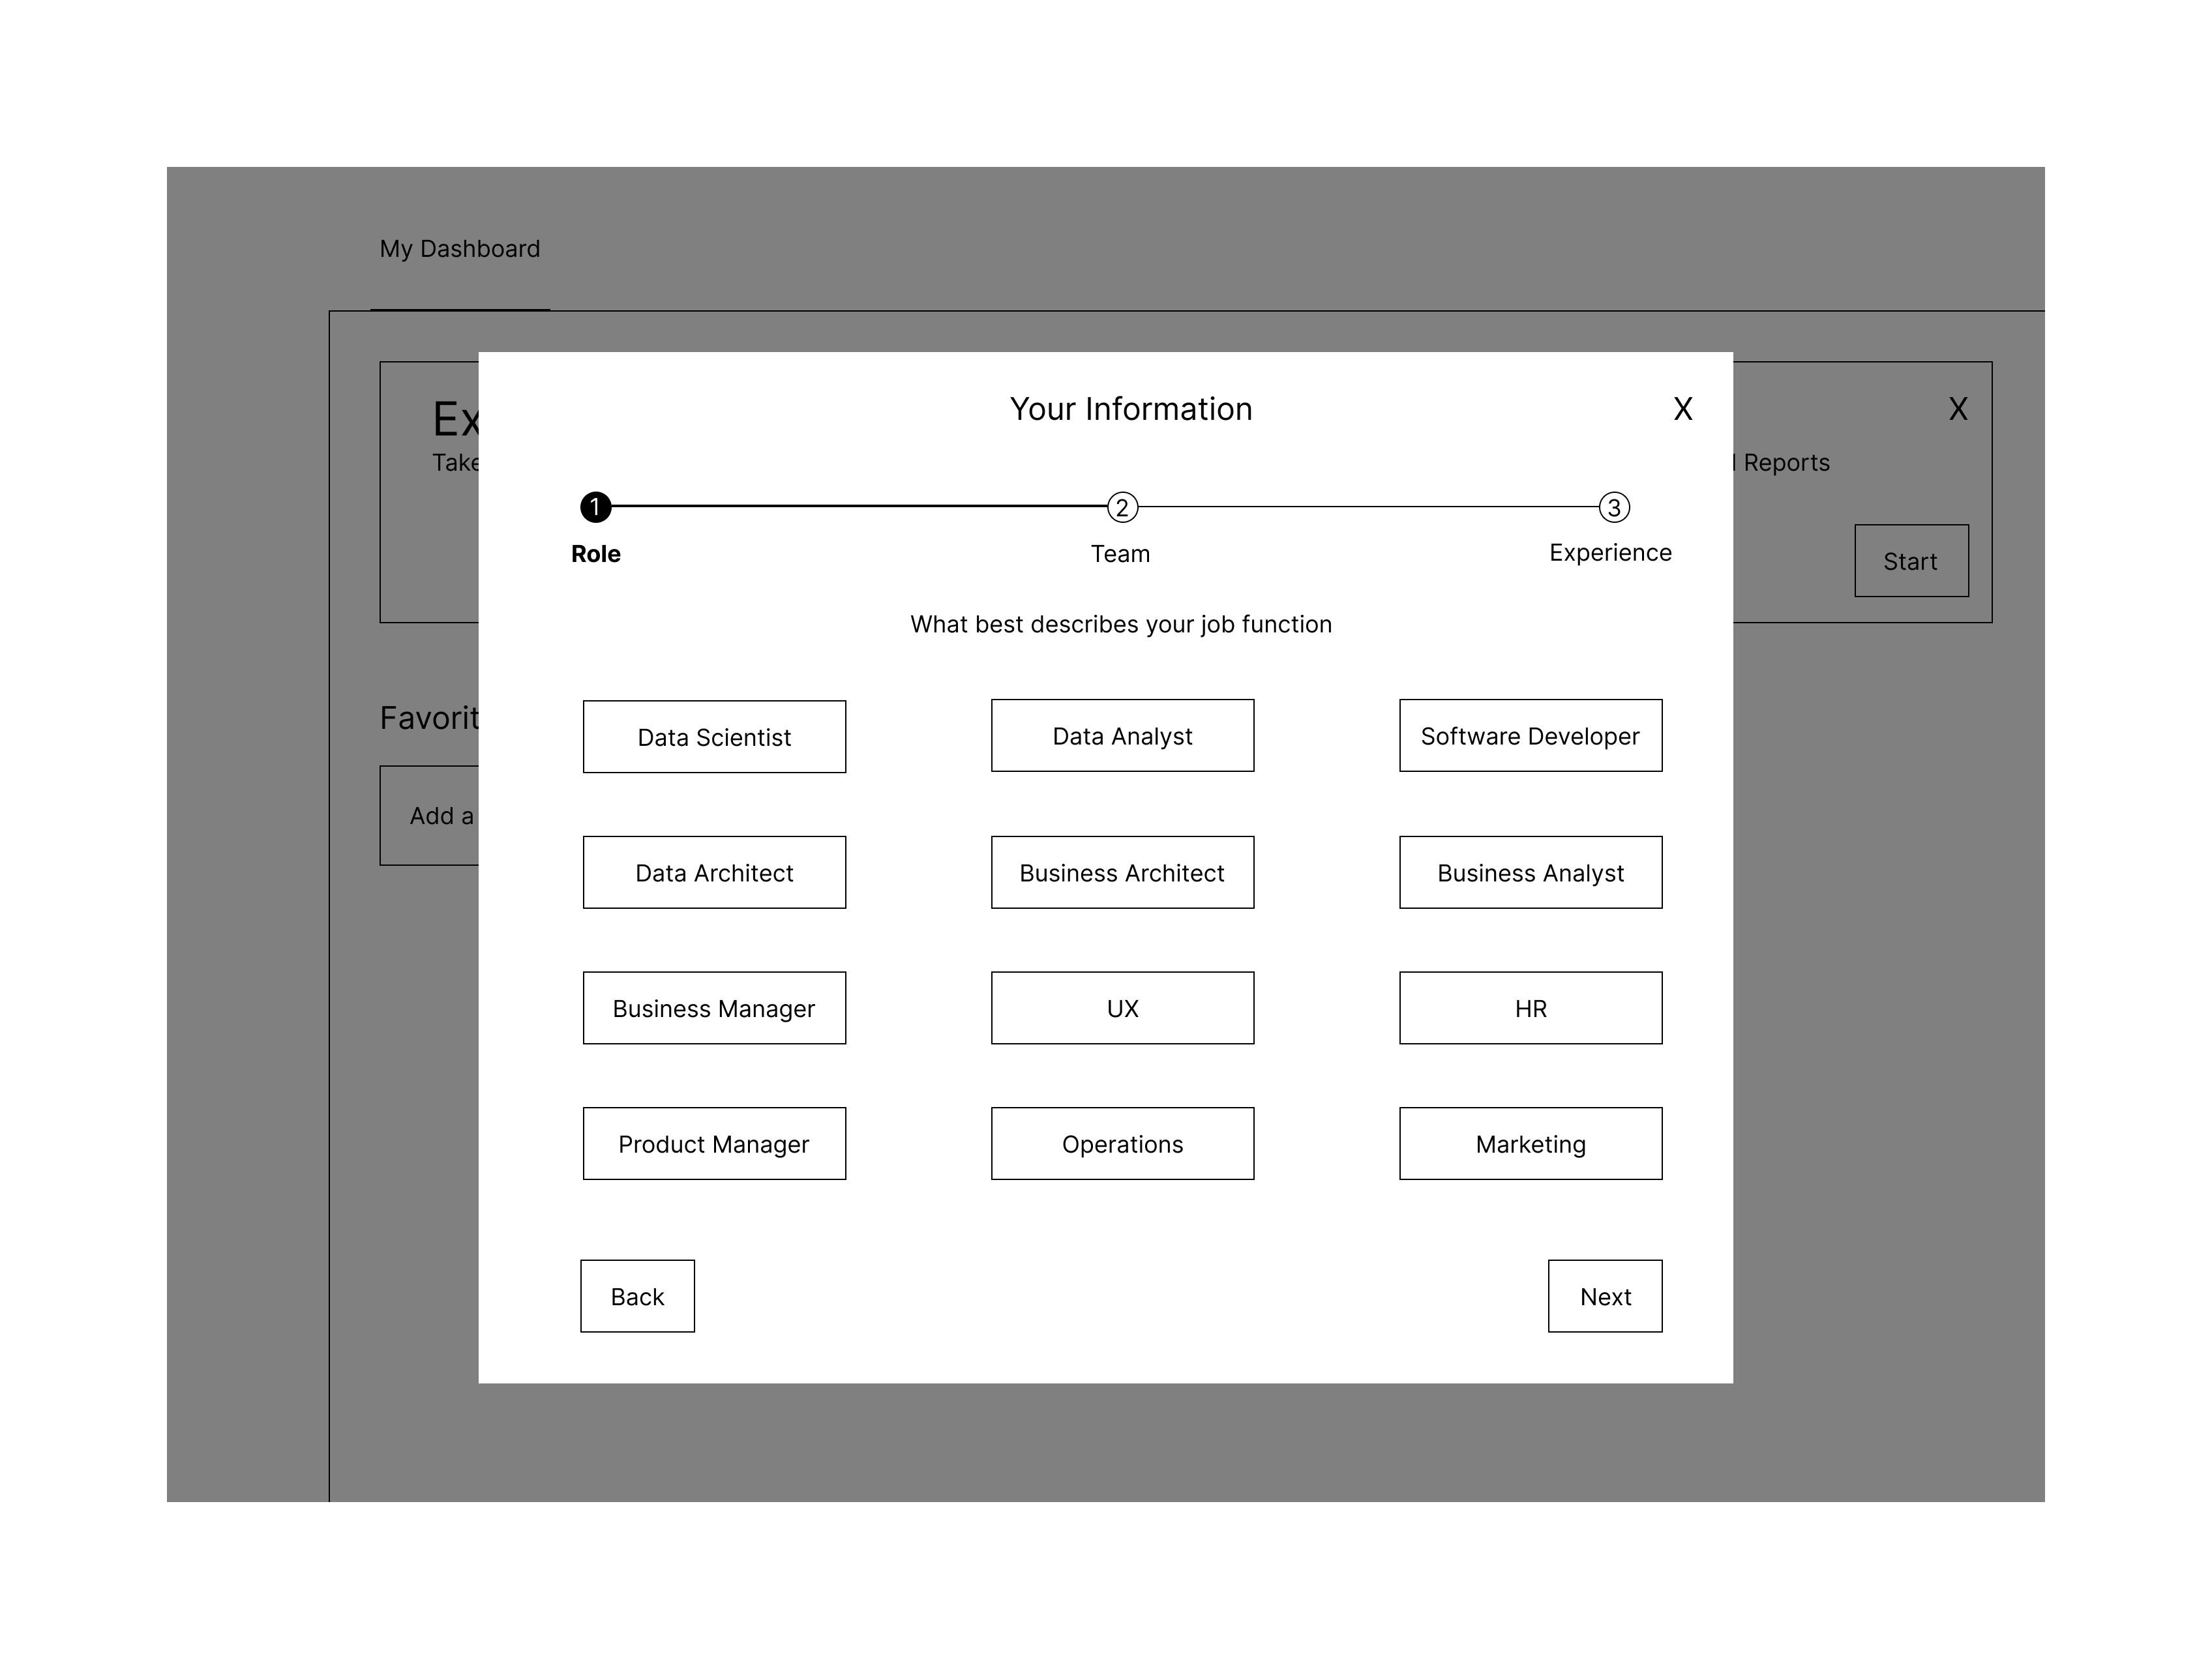 My Dashboard
Your Information
X
X
Ex
Take
Reports
1
2
3
Role
Team
Experience
Start
What best describes your job function
Favorit
Data Scientist
Data Analyst
Software Developer
Add a
Data Architect
Business Architect
Business Analyst
Business Manager
UX
HR
Product Manager
Operations
Marketing
Back
Next